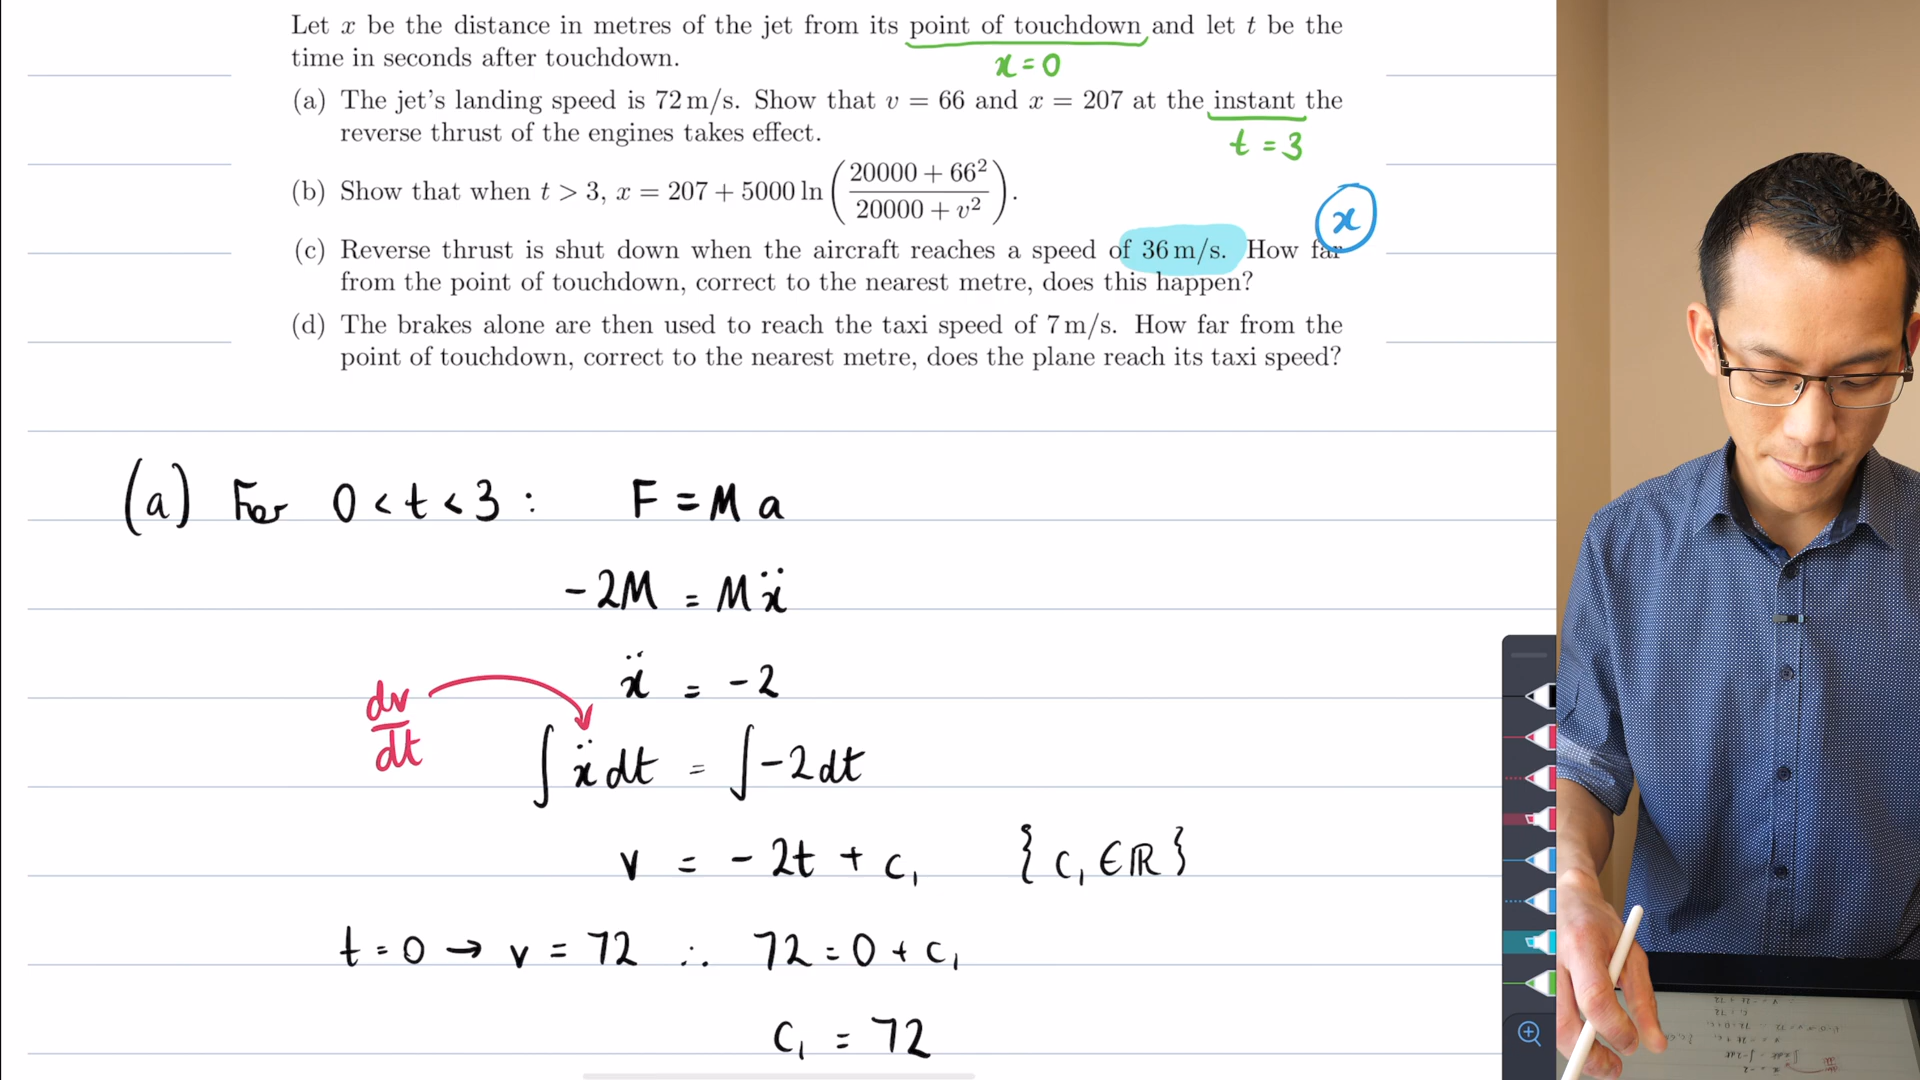 Let x be the distance in metres of the jet from its point of touchdown and let t be the
time in seconds after touchdown.
x = 0
(a) The jet's landing speed is 72 m/s. Show that v = 66 and x = 207 at the instant the
reverse thrust of the engines takes effect.
t = 3
(b) Show that when t > 3, x = 207 + 5000 ln ( (20000 + 66²) / (20000 + v²) ).
x
(c) Reverse thrust is shut down when the aircraft reaches a speed of 36 m/s. How far
from the point of touchdown, correct to the nearest metre, does this happen?
(d) The brakes alone are then used to reach the taxi speed of 7 m/s. How far from the
point of touchdown, correct to the nearest metre, does the plane reach its taxi speed?
(a) For 0 < t < 3 : F = Ma
-2M = Mẍ
ẍ = -2
dv/dt
∫ ẍ dt = ∫ -2 dt
v = -2t + c₁ { c₁ ∈ ℝ }
t = 0 → v = 72 ∴ 72 = 0 + c₁
c₁ = 72